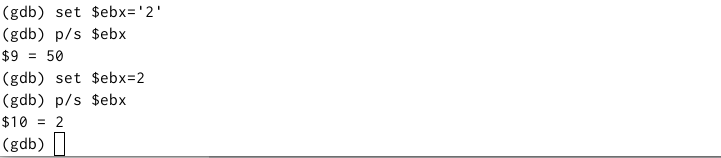 (gdb) set $ebx='2'
(gdb) p/s $ebx
$9 = 50
(gdb) set $ebx=2
(gdb) p/s $ebx
$10 = 2
(gdb)